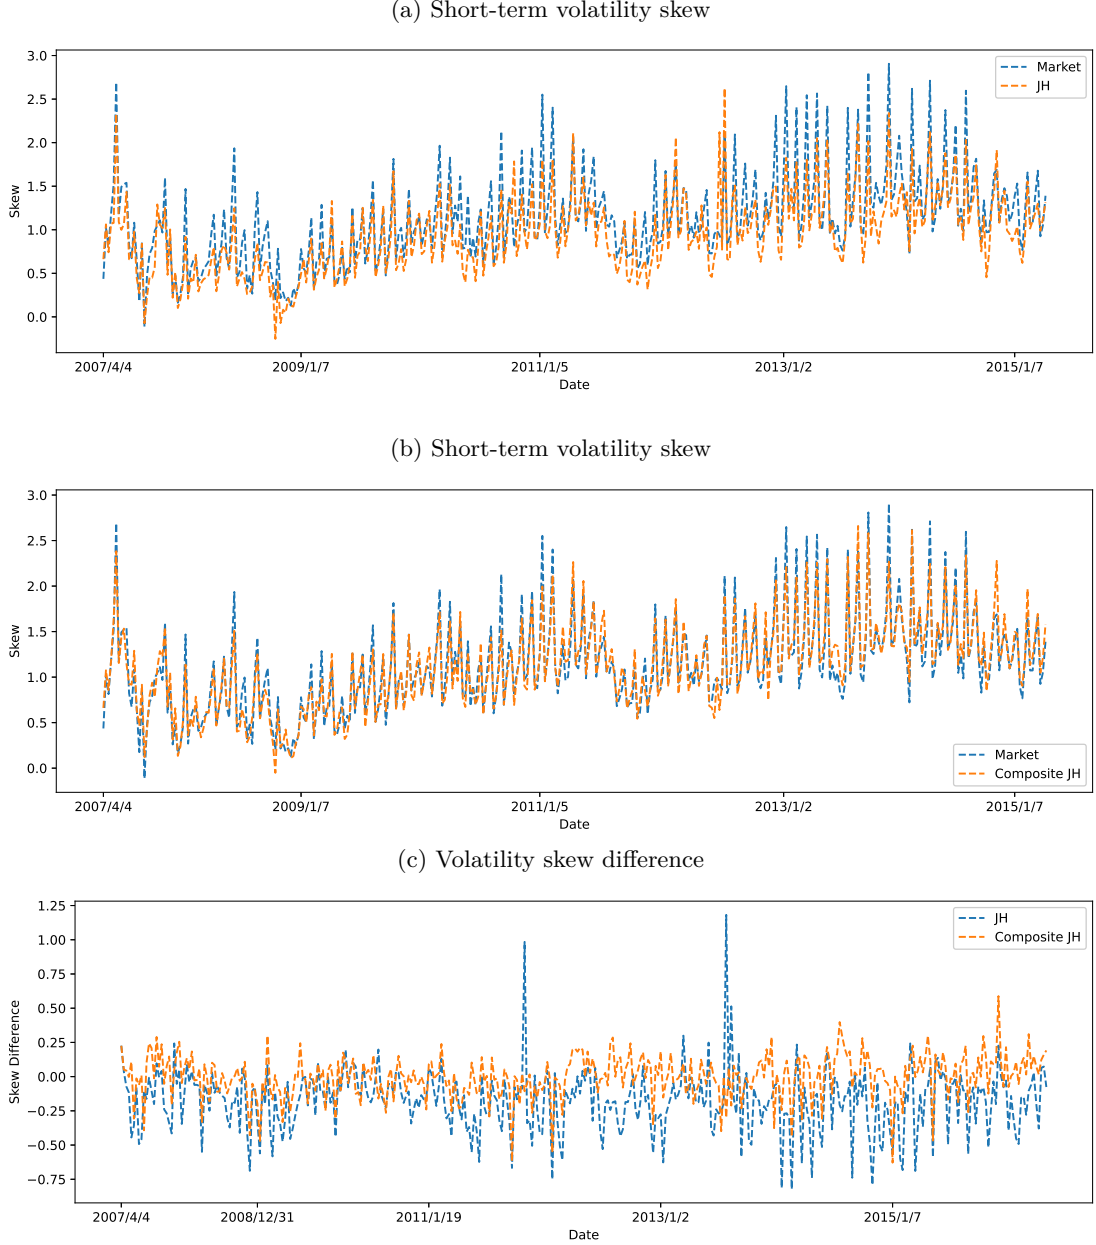 (a) Short-term volatility skew
3.0
2.5
2.0
1.5
1.0
0.5
0.0
Skew
Market
JH
2007/4/4 2009/1/7 2011/1/5 2013/1/2 2015/1/7
Date
(b) Short-term volatility skew
3.0
2.5
2.0
1.5
1.0
0.5
0.0
Skew
Market
Composite JH
2007/4/4 2009/1/7 2011/1/5 2013/1/2 2015/1/7
Date
(c) Volatility skew difference
1.25
1.00
0.75
0.50
0.25
0.00
−0.25
−0.50
−0.75
Skew Difference
JH
Composite JH
2007/4/4 2008/12/31 2011/1/19 2013/1/2 2015/1/7
Date